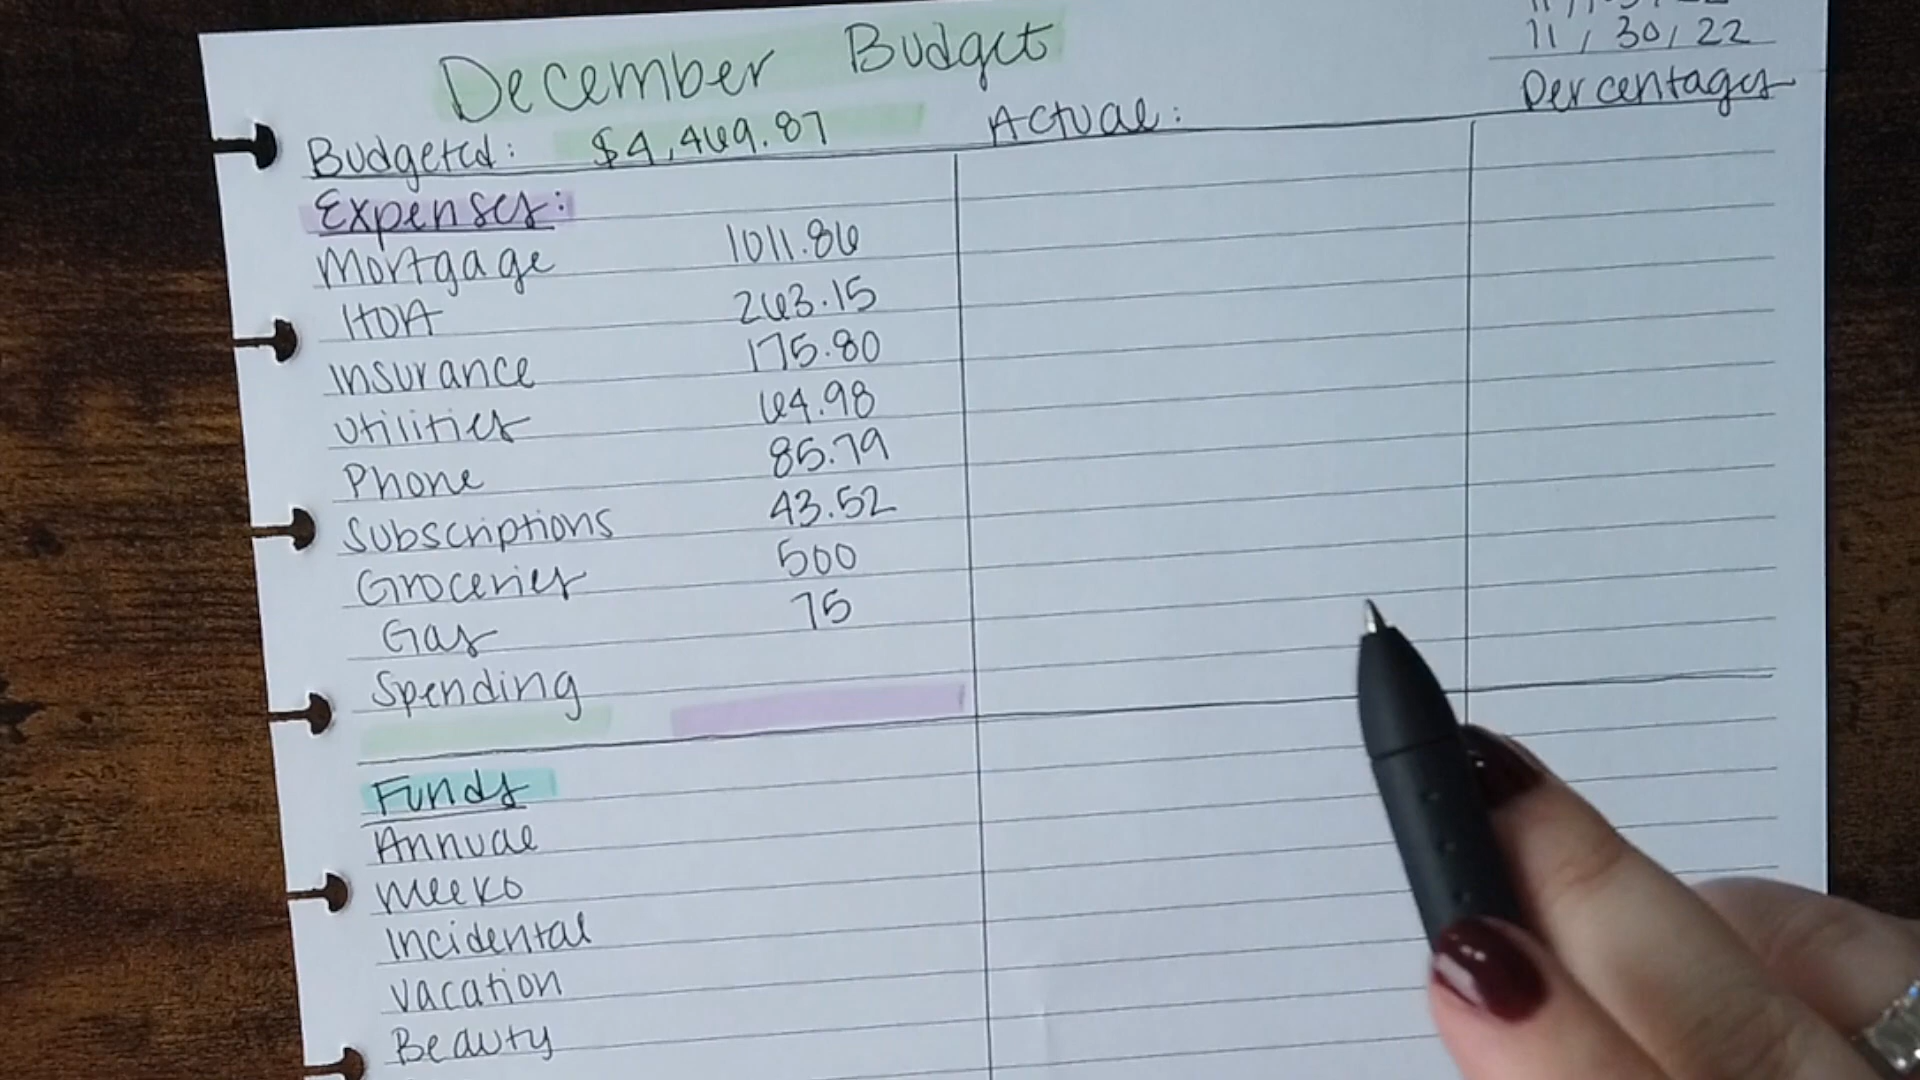 11 / 30 / 22
December Budget
Percentages
Budgeted: $4,469.87 Actual:
Expenses:
Mortgage 1011.86
HOA 263.15
Insurance 175.80
Utilities 64.98
Phone 85.79
Subscriptions 43.52
Groceries 500
Gas 75
Spending
Funds
Annual
Meeko
Incidental
Vacation
Beauty